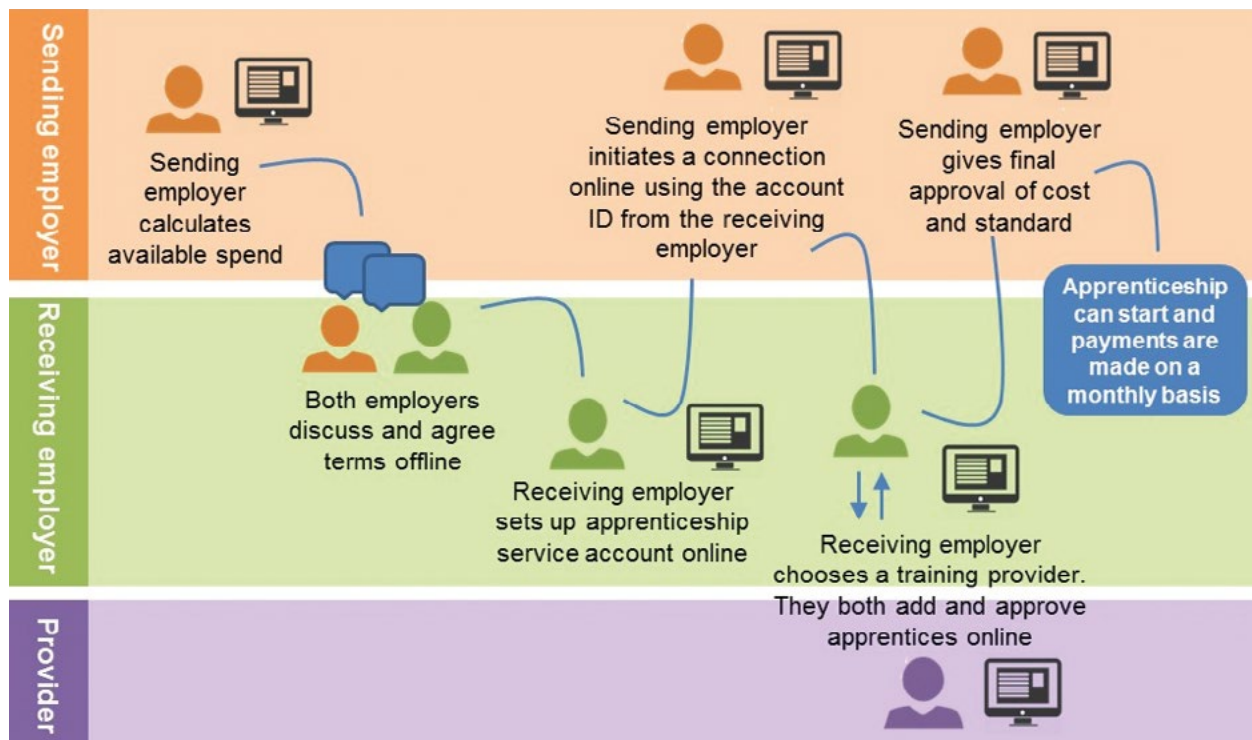 Sending employer
Sending
employer
calculates
available spend
Sending employer
initiates a connection
online using the account
ID from the receiving
employer
Sending employer
gives final
approval of cost
and standard
Apprenticeship
can start and
payments are
made on a
monthly basis
Receiving employer
Both employers
discuss and agree
terms offline
Receiving employer
sets up apprenticeship
service account online
Receiving employer
chooses a training provider.
They both add and approve
apprentices online
Provider